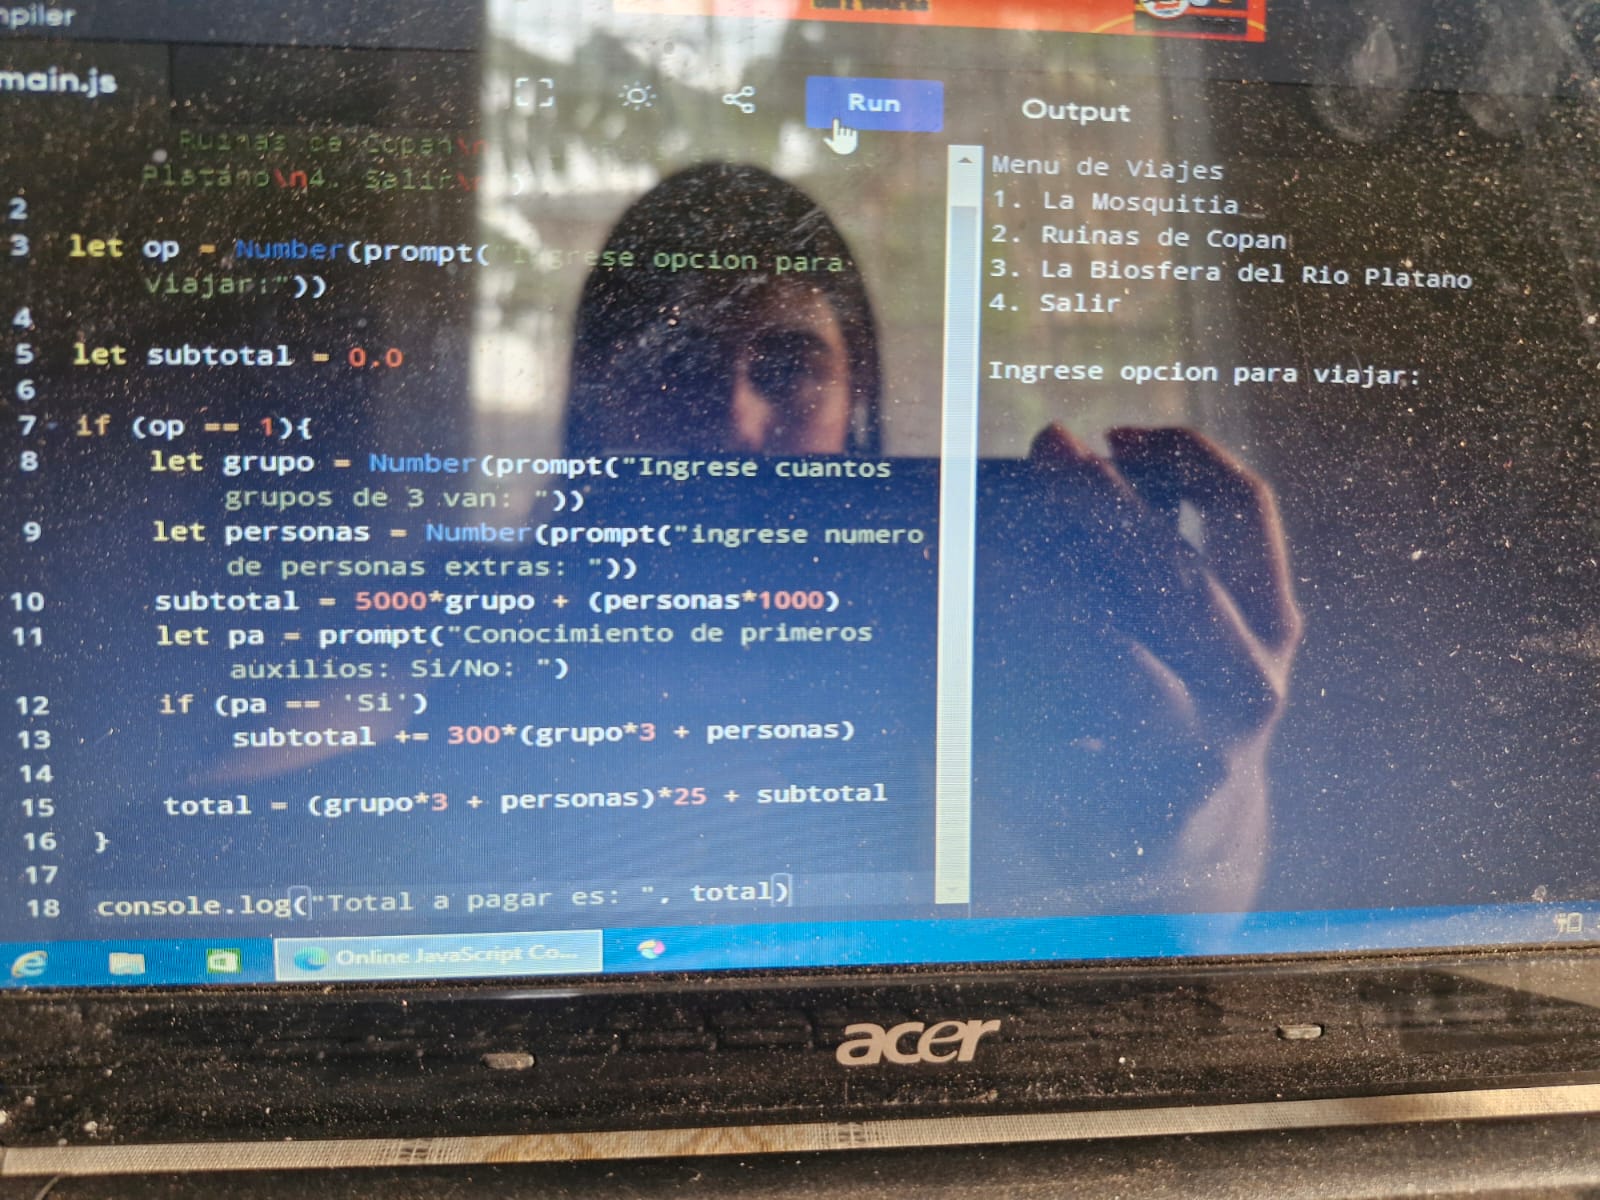 mpiler
main.js
Run
Output
Ruinas de Copan\n
Platano\n4. Salir\
2
3 let op = Number(prompt("Ingrese opcion para
viajar:"))
4
5 let subtotal = 0.0
6
7 if (op == 1){
8 let grupo = Number(prompt("Ingrese cuantos
grupos de 3 van: "))
9 let personas = Number(prompt("ingrese numero
de personas extras: "))
10 subtotal = 5000*grupo + (personas*1000)
11 let pa = prompt("Conocimiento de primeros
auxilios: Si/No: ")
12 if (pa == 'Si')
13 subtotal += 300*(grupo*3 + personas)
14
15 total = (grupo*3 + personas)*25 + subtotal
16 }
17
18 console.log("Total a pagar es: ", total)
Menu de Viajes
1. La Mosquitia
2. Ruinas de Copan
3. La Biosfera del Rio Platano
4. Salir
Ingrese opcion para viajar:
Online JavaScript Co...
acer